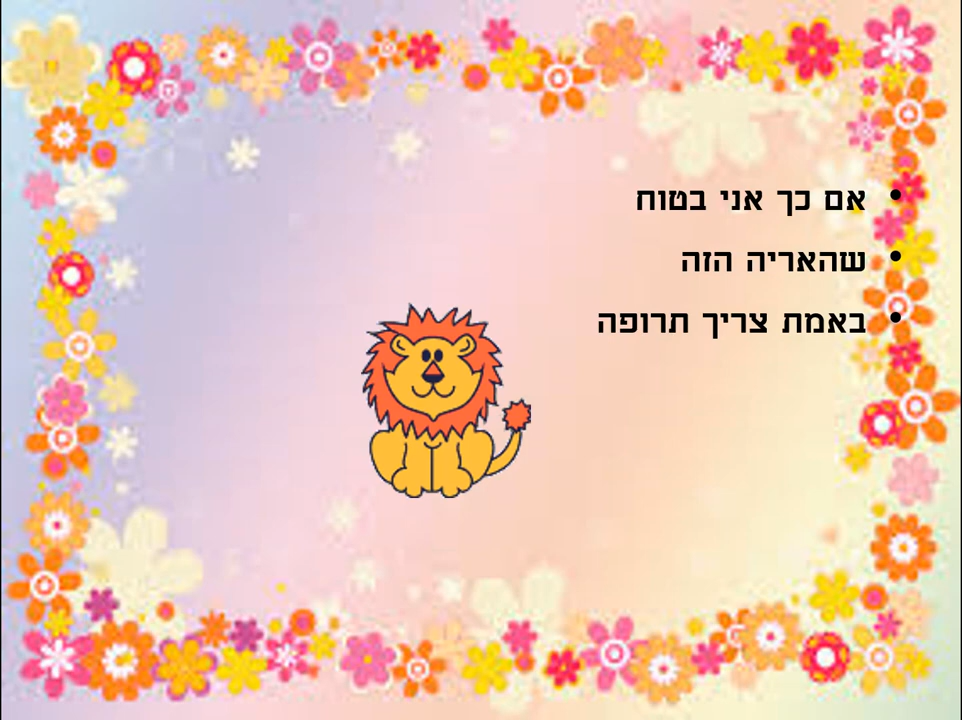 • אם כך אני בטוח
• שהאריה הזה
• באמת צריך תרופה